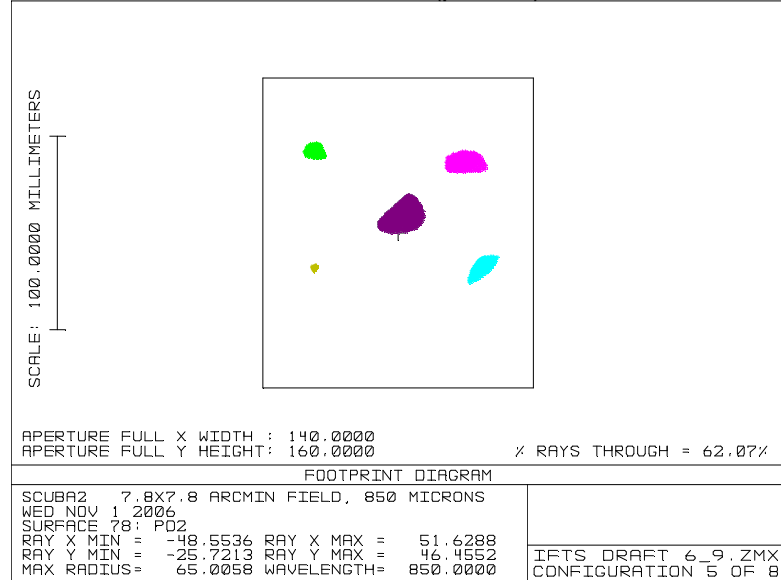 SCALE: 100.0000 MILLIMETERS
APERTURE FULL X WIDTH : 140.0000
APERTURE FULL Y HEIGHT: 160.0000
% RAYS THROUGH = 62.07%
FOOTPRINT DIAGRAM
SCUBA2 7.8X7.8 ARCMIN FIELD, 850 MICRONS
WED NOV 1 2006
SURFACE 78: PD2
RAY X MIN = -48.5536 RAY X MAX = 51.6288
RAY Y MIN = -25.7213 RAY Y MAX = 46.4552
MAX RADIUS= 65.0058 WAVELENGTH= 850.0000
IFTS DRAFT 6_9.ZMX
CONFIGURATION 5 OF 8